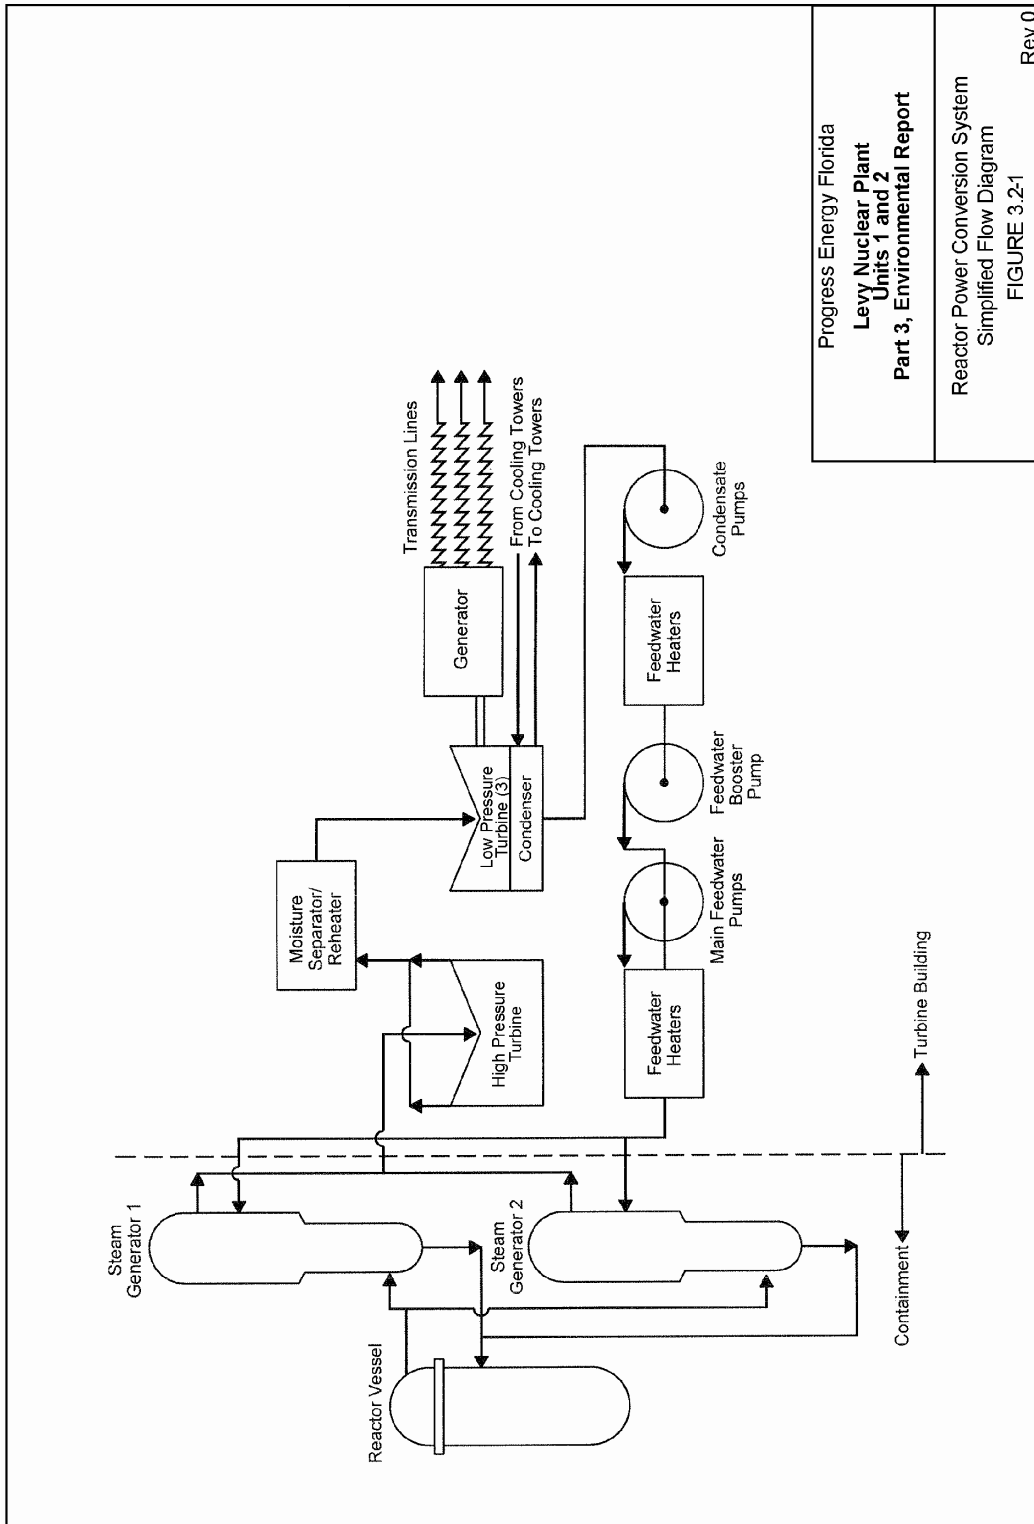 Steam
Generator 1
Reactor Vessel
Steam
Generator 2
Containment
Turbine Building
Moisture
Separator/
Reheater
High Pressure
Turbine
Low Pressure
Turbine (3)
Condenser
Generator
Transmission Lines
From Cooling Towers
To Cooling Towers
Feedwater
Heaters
Main Feedwater
Pumps
Feedwater
Booster
Pump
Feedwater
Heaters
Condensate
Pumps
Progress Energy Florida
Levy Nuclear Plant
Units 1 and 2
Part 3, Environmental Report
Reactor Power Conversion System
Simplified Flow Diagram
FIGURE 3.2-1
Rev 0